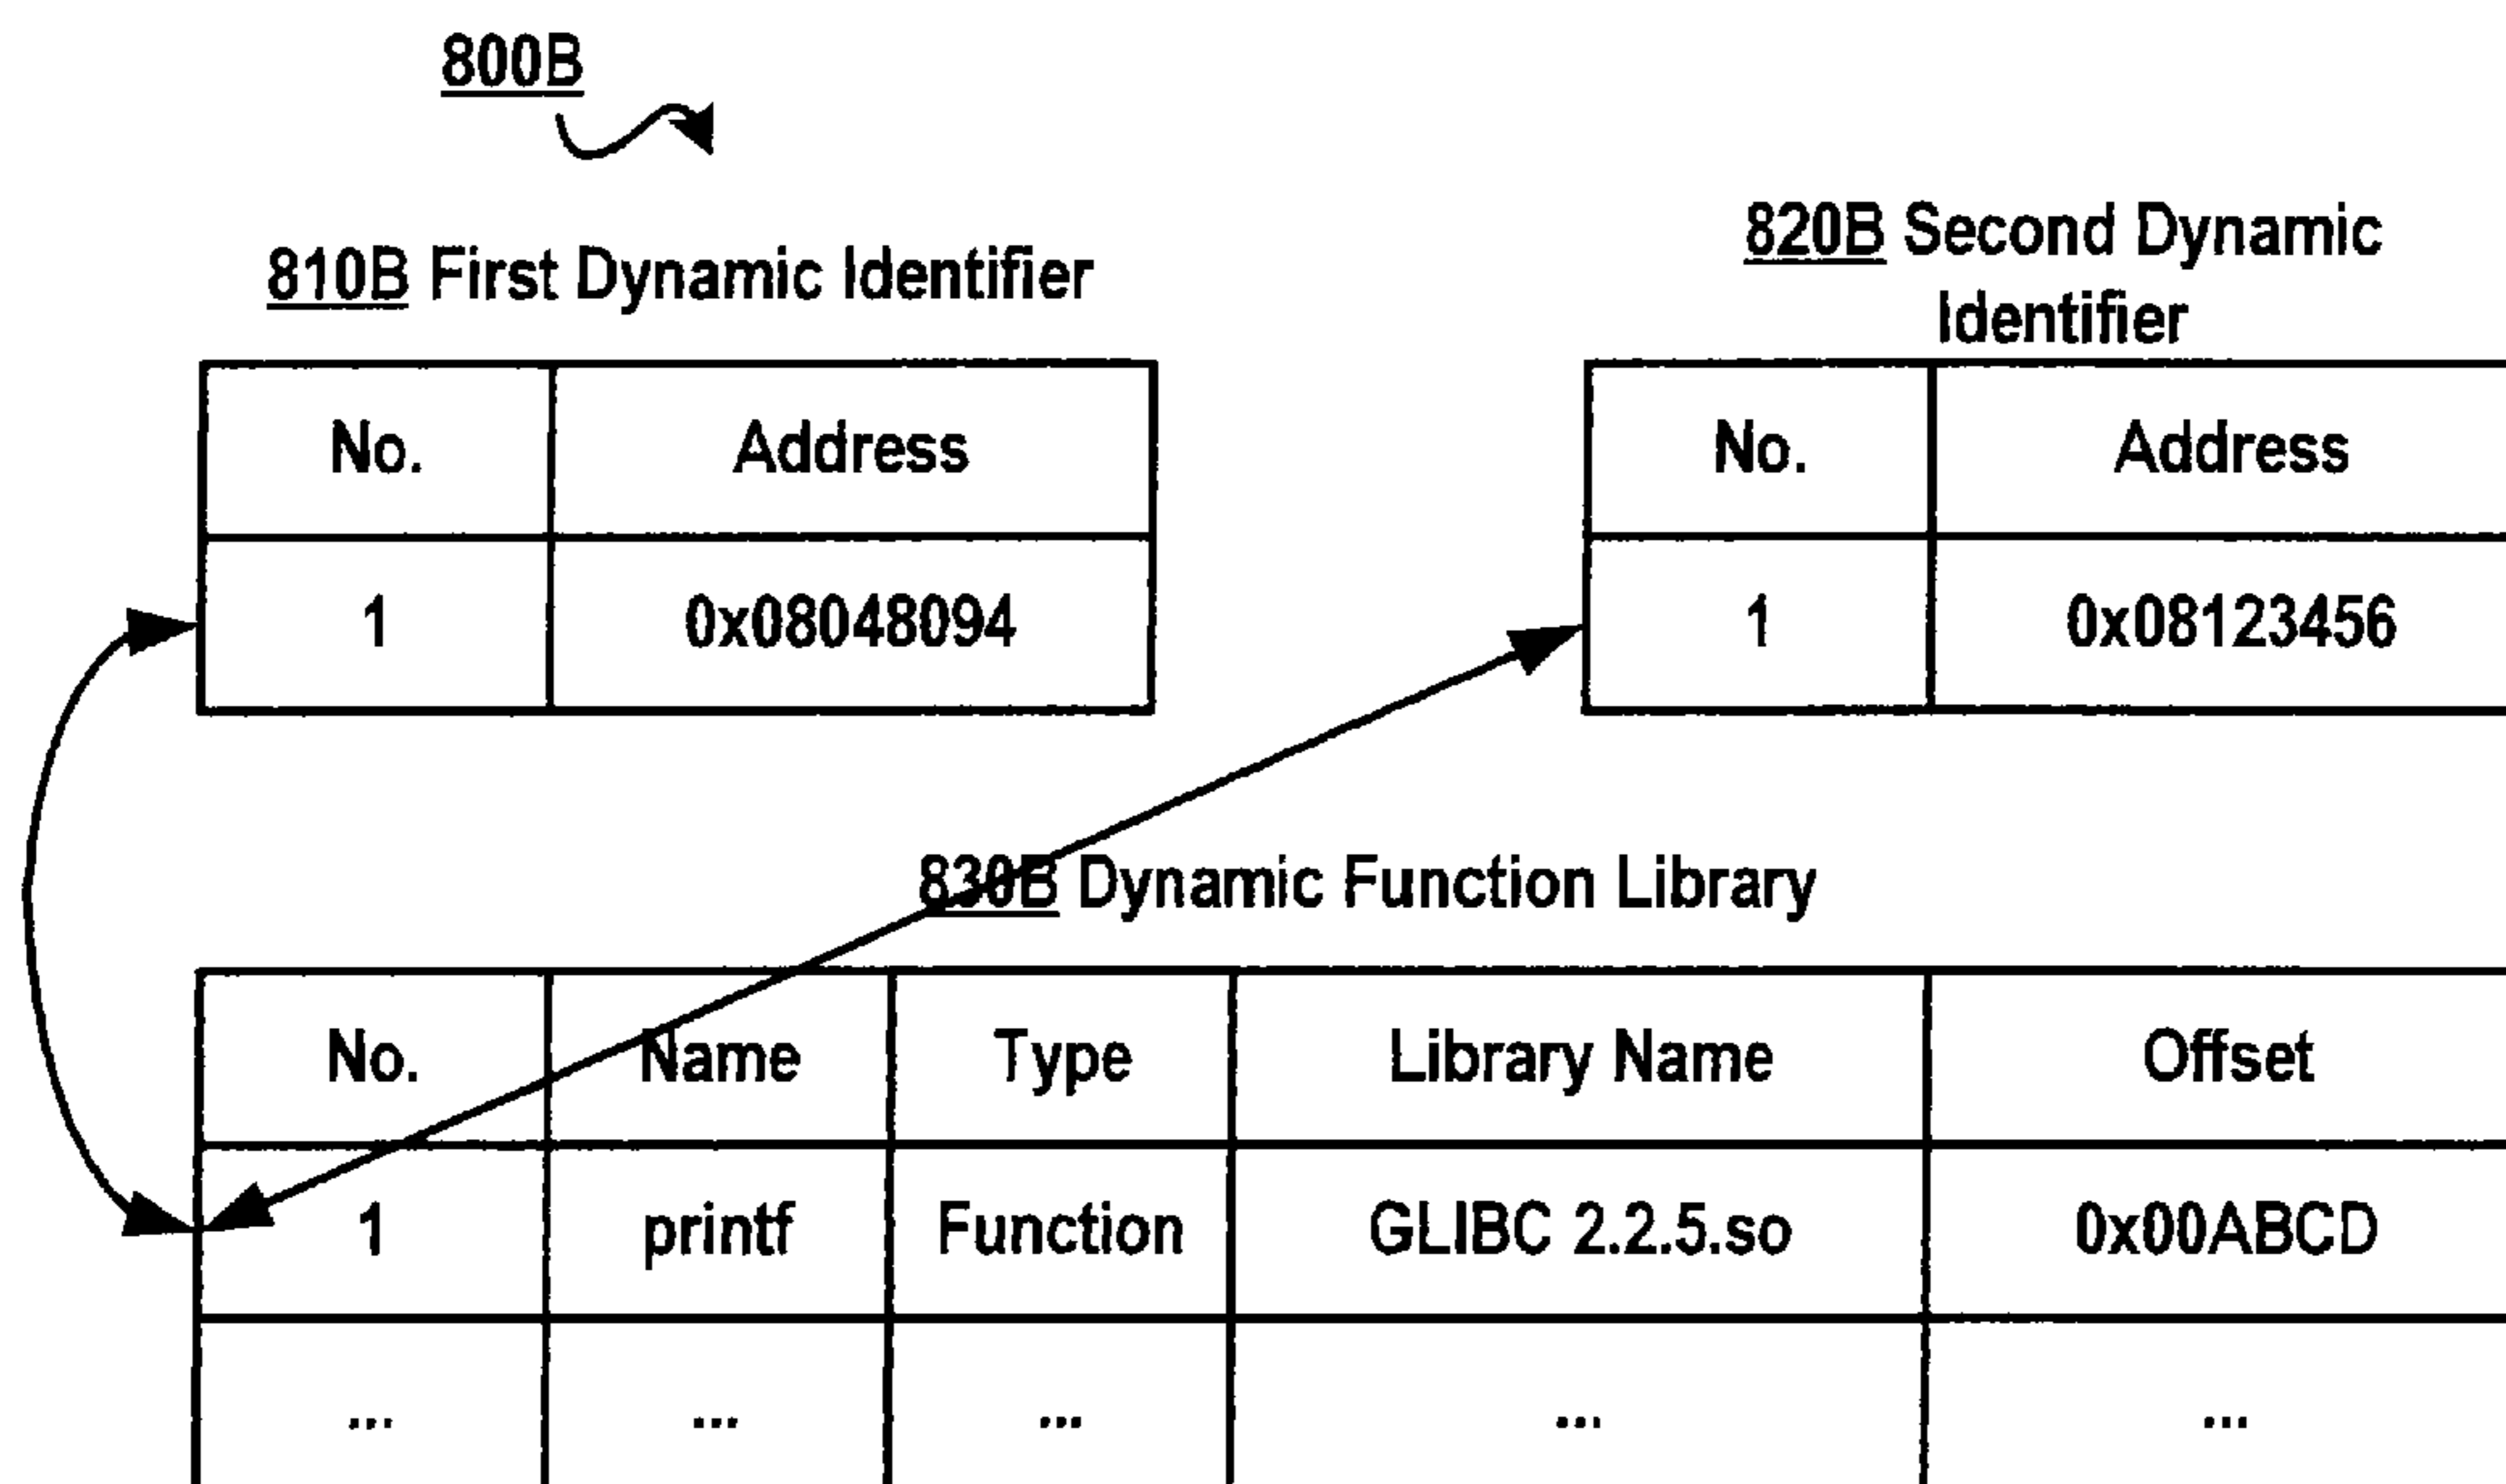 800B
810B First Dynamic Identifier
820B Second Dynamic
Identifier
No. Address
1 0x08048094
No. Address
1 0x08123456
830B Dynamic Function Library
No. Name Type Library Name Offset
1 printf Function GLIBC 2.2.5.so 0x00ABCD
... ... ... ... ...